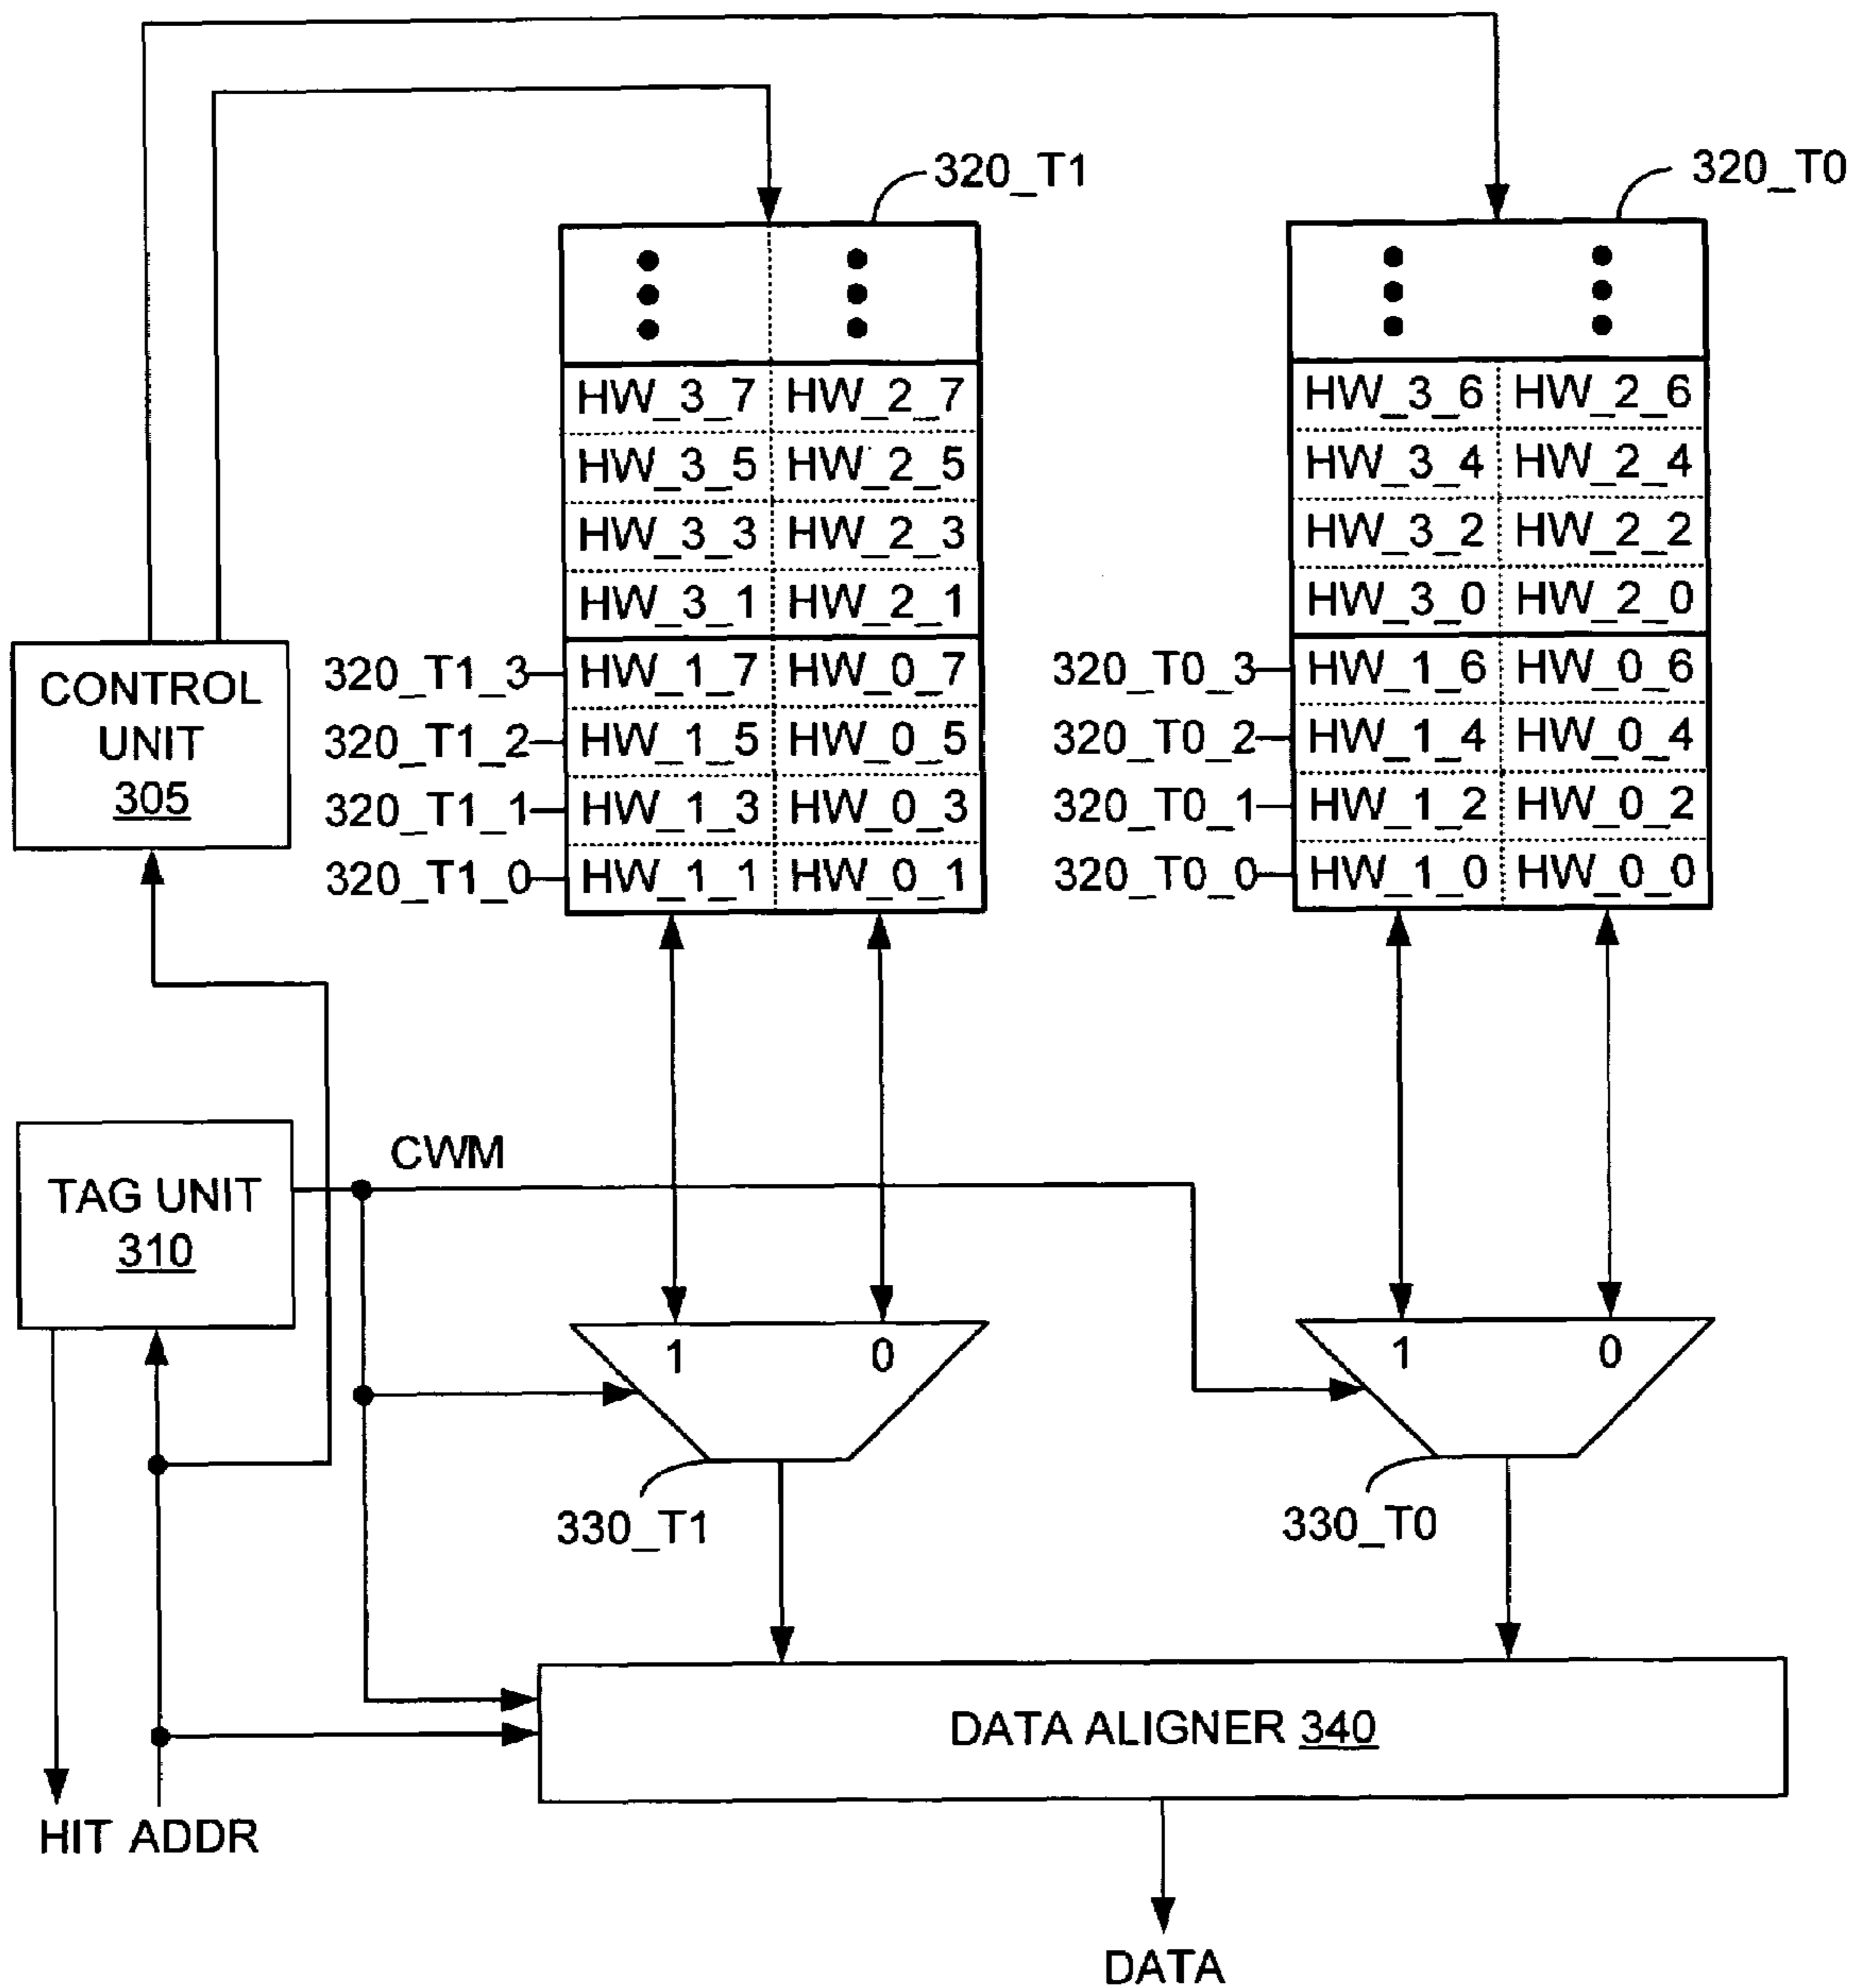 320_T1
320_T0
HW_3_7 HW_2_7
HW_3_5 HW_2_5
HW_3_3 HW_2_3
HW_3_1 HW_2_1
HW_3_6 HW_2_6
HW_3_4 HW_2_4
HW_3_2 HW_2_2
HW_3_0 HW_2_0
CONTROL
UNIT
305
320_T1_3 HW_1_7 HW_0_7
320_T1_2 HW_1_5 HW_0_5
320_T1_1 HW_1_3 HW_0_3
320_T1_0 HW_1_1 HW_0_1
320_T0_3 HW_1_6 HW_0_6
320_T0_2 HW_1_4 HW_0_4
320_T0_1 HW_1_2 HW_0_2
320_T0_0 HW_1_0 HW_0_0
CWM
TAG UNIT
310
1 0
1 0
330_T1
330_T0
DATA ALIGNER 340
HIT ADDR
DATA